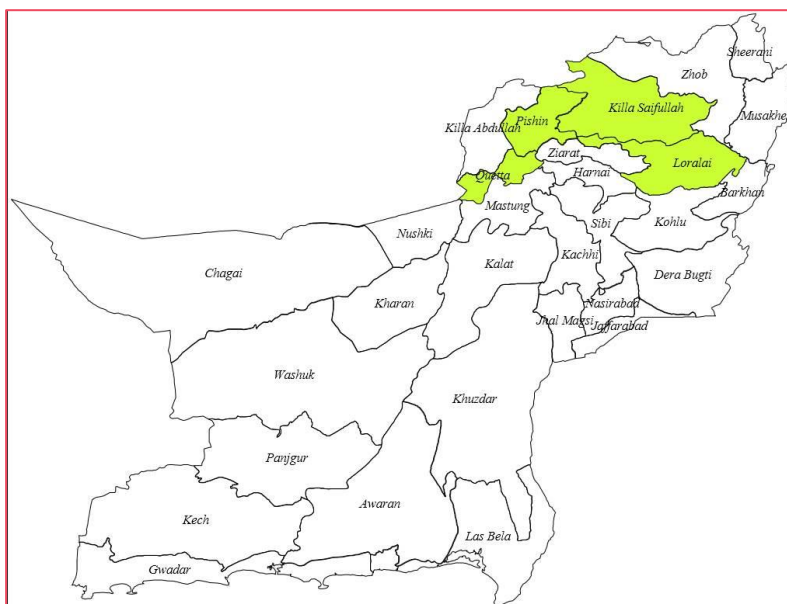 Sheerani
Zhob
Musakhel
Killa Saifullah
Pishin
Killa Abdullah
Ziarat
Loralai
Harnai
Quetta
Barkhan
Mastung
Sibi
Kohlu
Nushki
Kachhi
Chagai
Kalat
Dera Bugti
Kharan
Nasirabad
Jhal Magsi
Jaffarabad
Washuk
Khuzdar
Panjgur
Awaran
Kech
Las Bela
Gwadar